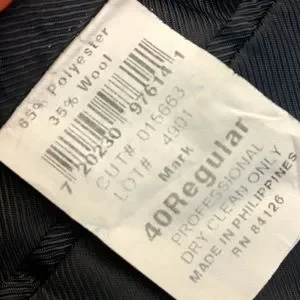 65% Polyester
35% Wool
7 20230 97614 1
CUT# 015663
LOT# 4901
Mark
40Regular
PROFESSIONAL
DRY CLEAN ONLY
MADE IN PHILIPPINES
RN 84126